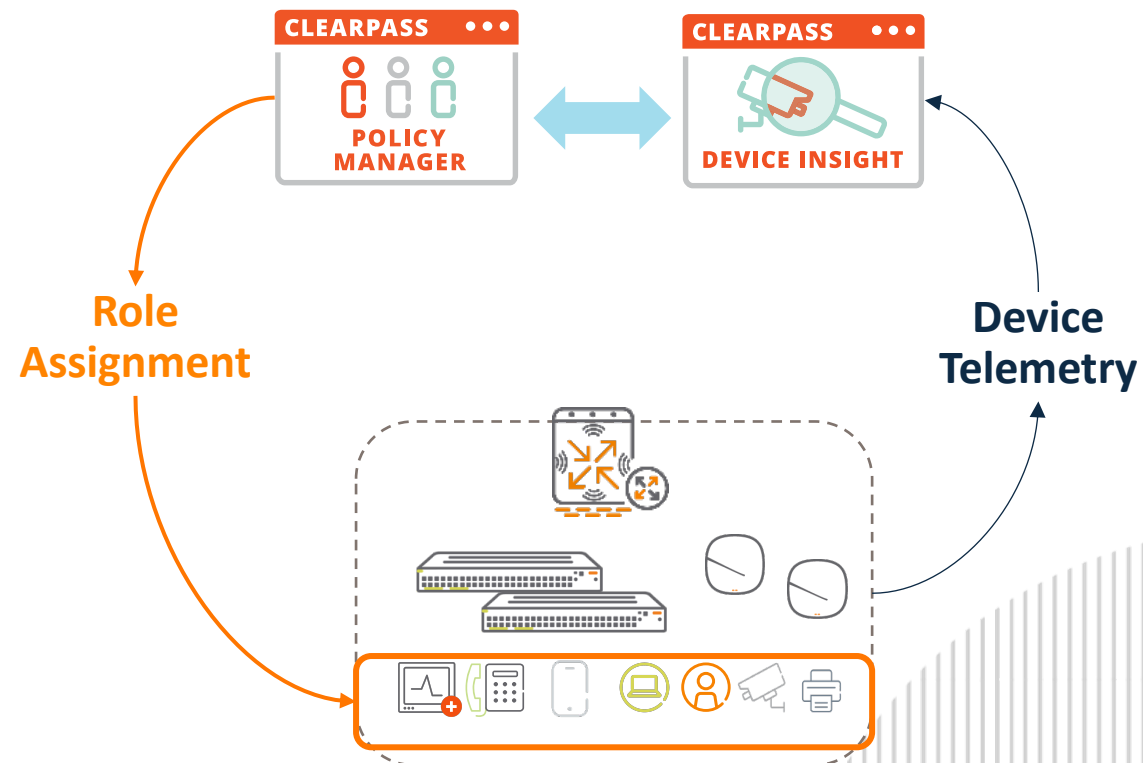 CLEARPASS
POLICY
MANAGER
CLEARPASS
DEVICE INSIGHT
Role
Assignment
Device
Telemetry